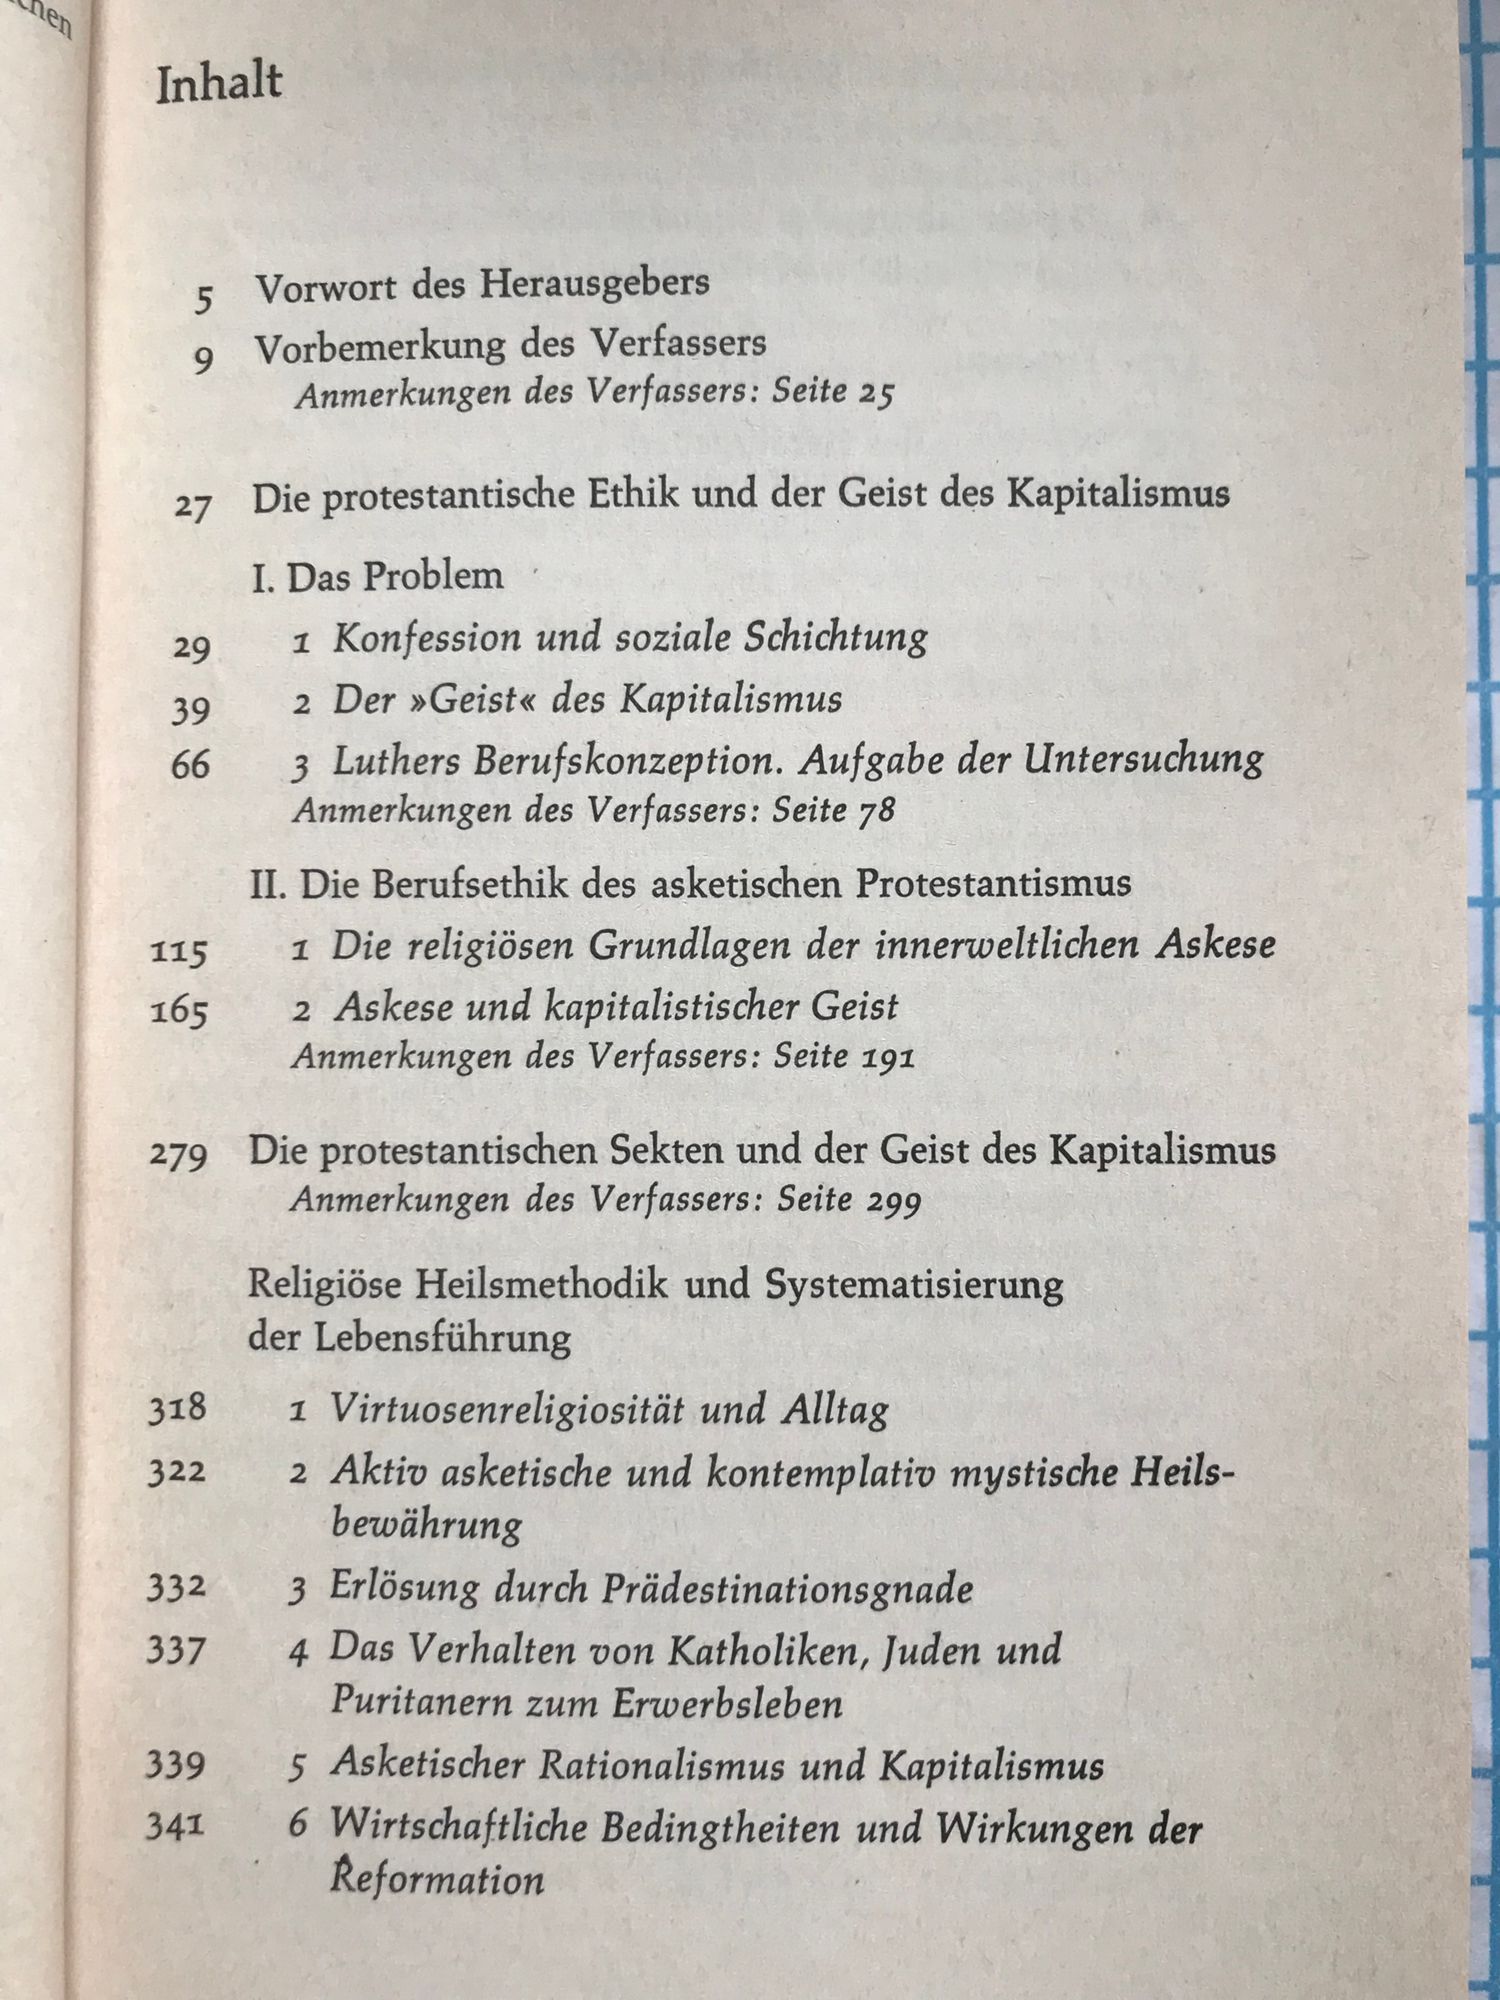 Inhalt
5 Vorwort des Herausgebers
9 Vorbemerkung des Verfassers
Anmerkungen des Verfassers: Seite 25
27 Die protestantische Ethik und der Geist des Kapitalismus
I. Das Problem
29 1 Konfession und soziale Schichtung
39 2 Der »Geist« des Kapitalismus
66 3 Luthers Berufskonzeption. Aufgabe der Untersuchung
Anmerkungen des Verfassers: Seite 78
II. Die Berufsethik des asketischen Protestantismus
115 1 Die religiösen Grundlagen der innerweltlichen Askese
165 2 Askese und kapitalistischer Geist
Anmerkungen des Verfassers: Seite 191
279 Die protestantischen Sekten und der Geist des Kapitalismus
Anmerkungen des Verfassers: Seite 299
Religiöse Heilsmethodik und Systematisierung
der Lebensführung
318 1 Virtuosenreligiosität und Alltag
322 2 Aktiv asketische und kontemplativ mystische Heils-
bewährung
332 3 Erlösung durch Prädestinationsgnade
337 4 Das Verhalten von Katholiken, Juden und
Puritanern zum Erwerbsleben
339 5 Asketischer Rationalismus und Kapitalismus
341 6 Wirtschaftliche Bedingtheiten und Wirkungen der
Reformation